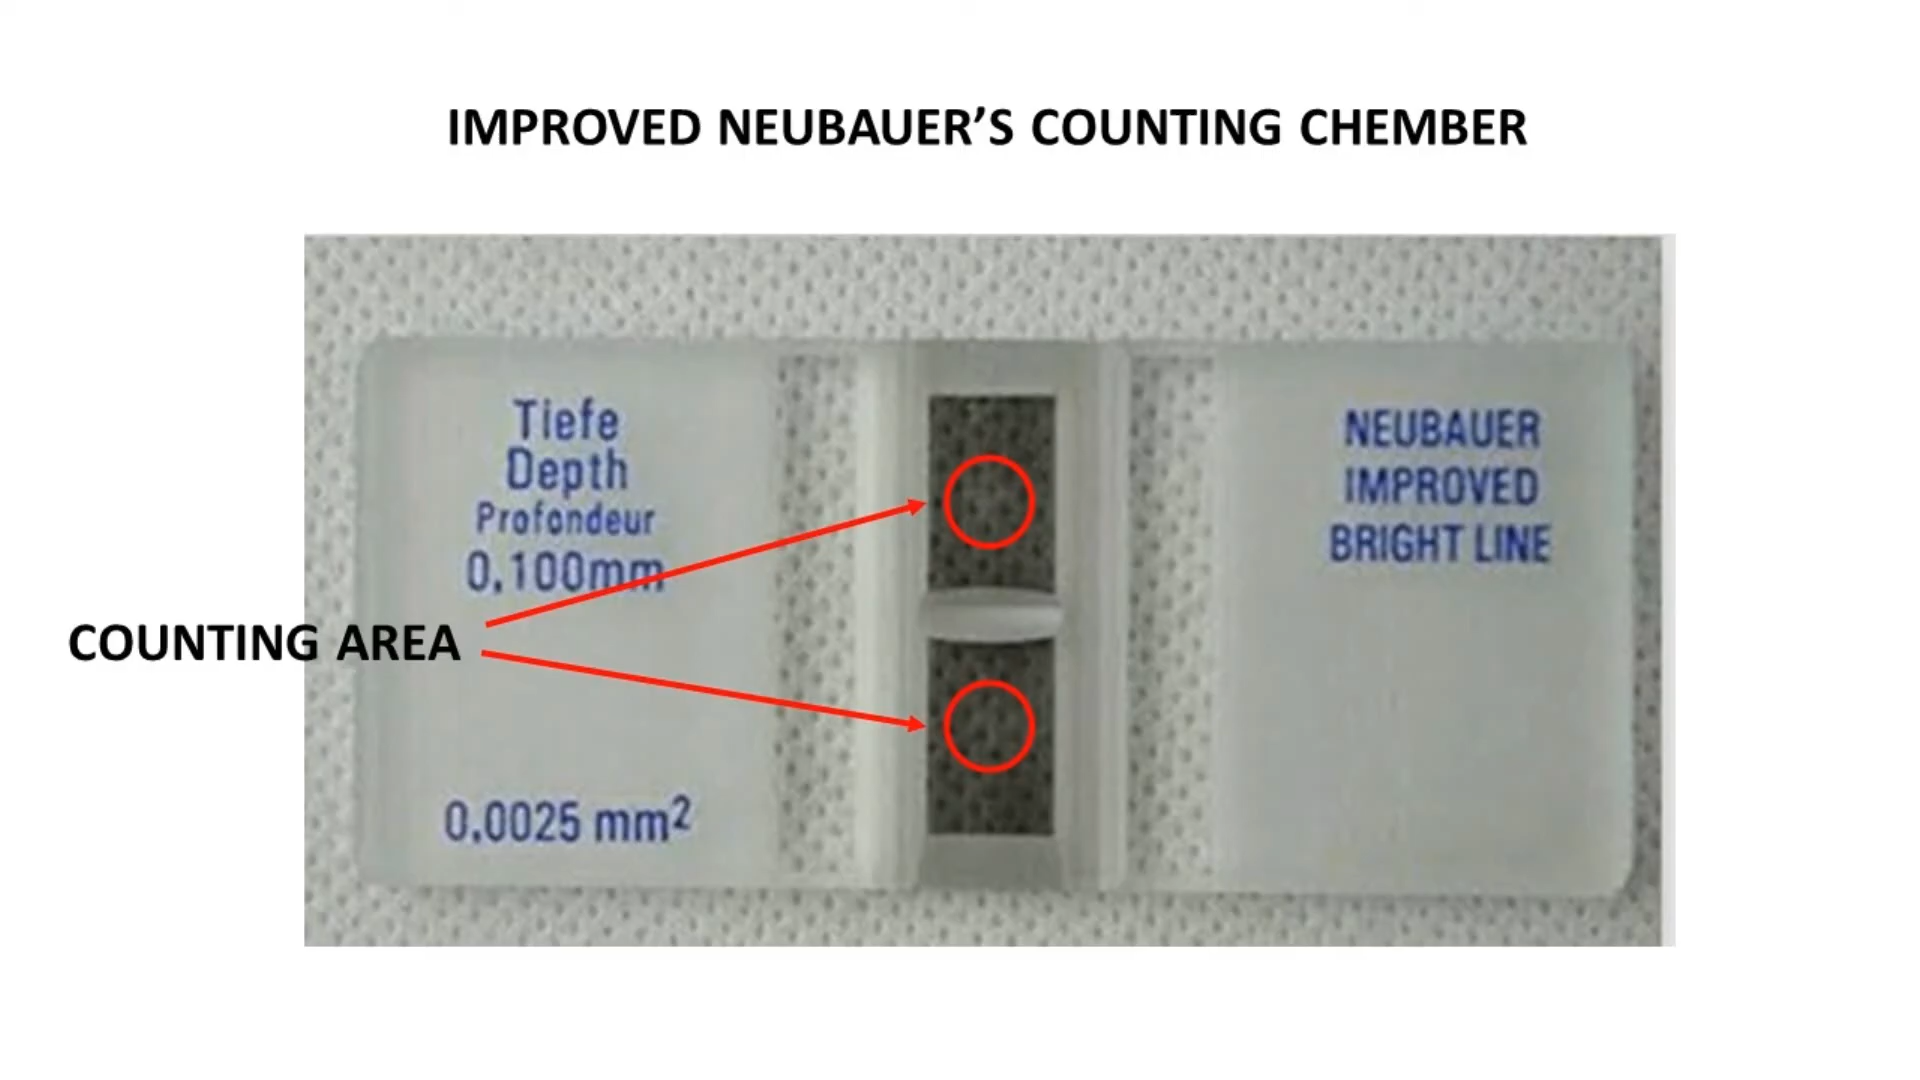 IMPROVED NEUBAUER’S COUNTING CHEMBER
Tiefe
Depth
Profondeur
0,100mm
NEUBAUER
IMPROVED
BRIGHT LINE
COUNTING AREA
0,0025 mm²